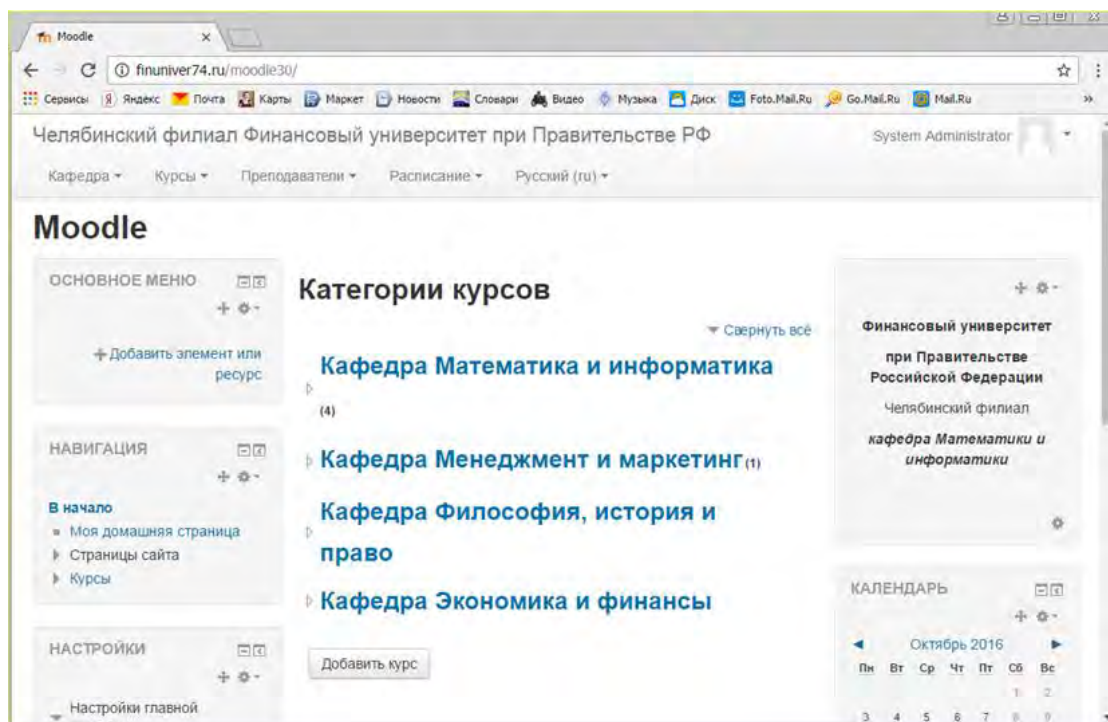 Moodle
finuniver74.ru/moodle30/
Сервисы Яндекс Почта Карты Маркет Новости Словари Видео Музыка Диск Foto.Mail.Ru Go.Mail.Ru Mail.Ru »
Челябинский филиал Финансовый университет при Правительстве РФ
System Administrator
Кафедра Курсы Преподаватели Расписание Русский (ru)
Moodle
ОСНОВНОЕ МЕНЮ
Добавить элемент или
ресурс
НАВИГАЦИЯ
В начало
Моя домашняя страница
Страницы сайта
Курсы
НАСТРОЙКИ
Настройки главной
Категории курсов
Свернуть всё
Кафедра Математика и информатика
(4)
Кафедра Менеджмент и маркетинг(1)
Кафедра Философия, история и
право
Кафедра Экономика и финансы
Добавить курс
Финансовый университет
при Правительстве
Российской Федерации
Челябинский филиал
кафедра Математики и
информатики
КАЛЕНДАРЬ
Октябрь 2016
Пн Вт Ср Чт Пт Сб Вс
1 2
3 4 5 6 7 8 9